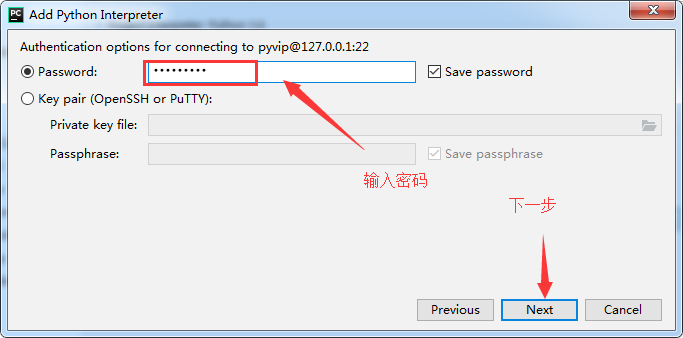 PC
Add Python Interpreter
Authentication options for connecting to pyvip@127.0.0.1:22
Password: ••••••••• Save password
Key pair (OpenSSH or PuTTY):
Private key file:
Passphrase: Save passphrase
输入密码
下一步
Previous Next Cancel